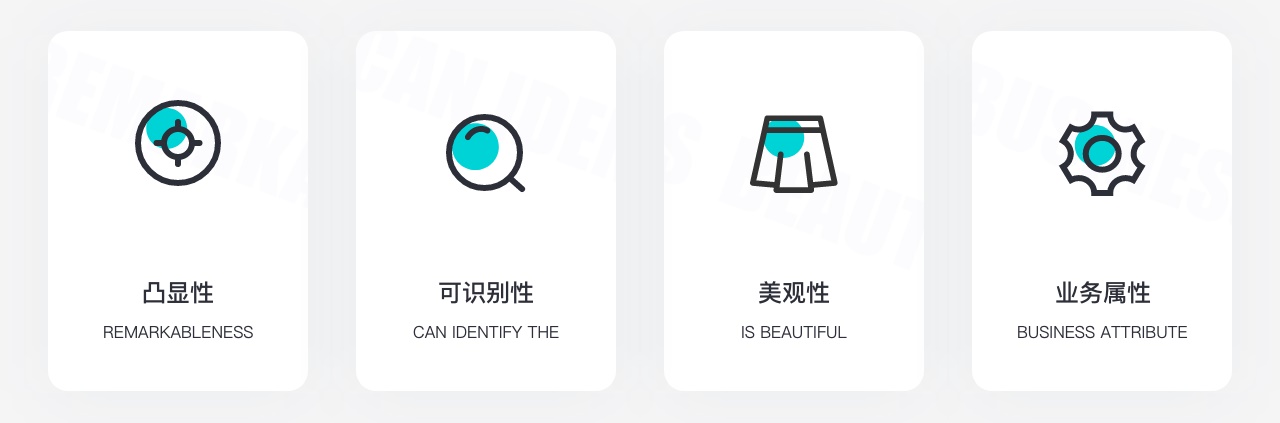 凸显性
REMARKABLENESS
可识别性
CAN IDENTIFY THE
美观性
IS BEAUTIFUL
业务属性
BUSINESS ATTRIBUTE